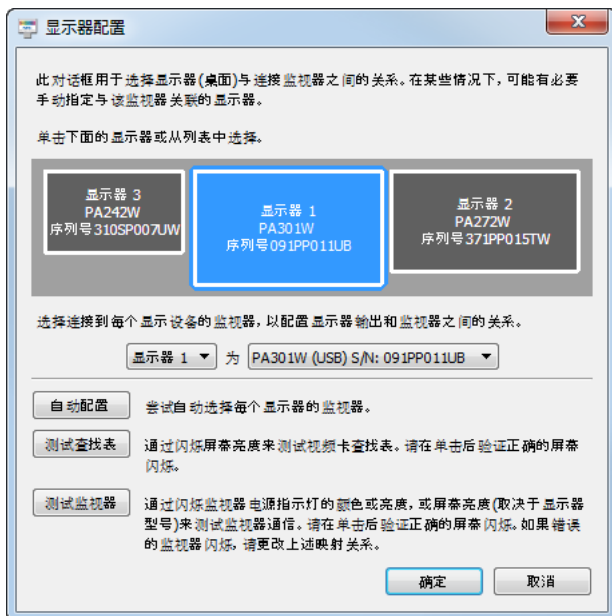 显示器配置
此对话框用于选择显示器(桌面)与连接监视器之间的关系。在某些情况下，可能有必要
手动指定与该监视器关联的显示器。
单击下面的显示器或从列表中选择。
显示器 3
PA242W
序列号310SP007UW
显示器 1
PA301W
序列号091PP011UB
显示器 2
PA272W
序列号371PP015TW
选择连接到每个显示设备的监视器，以配置显示器输出和监视器之间的关系。
显示器 1 为 PA301W (USB) S/N: 091PP011UB
自动配置 尝试自动选择每个显示器的监视器。
测试查找表 通过闪烁屏幕亮度来测试视频卡查找表。请在单击后验证正确的屏幕
闪烁。
测试监视器 通过闪烁监视器电源指示灯的颜色或亮度，或屏幕亮度(取决于显示器
型号)来测试监视器通信。请在单击后验证正确的屏幕闪烁。如果错误
的监视器闪烁，请更改上述映射关系。
确定 取消